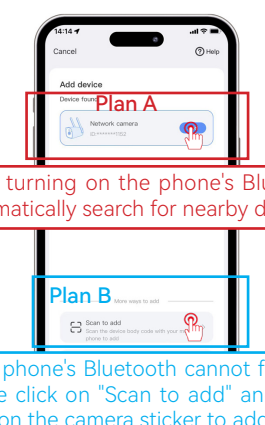 14:14
Cancel
Help
Add device
Device found
Plan A
Network camera
turning on the phone's Blu
matically search for nearby d
Plan B
More ways to add
Scan to add
Scan the device body code with your m
phone to add
phone's Bluetooth cannot f
e click on "Scan to add" an
on the camera sticker to add